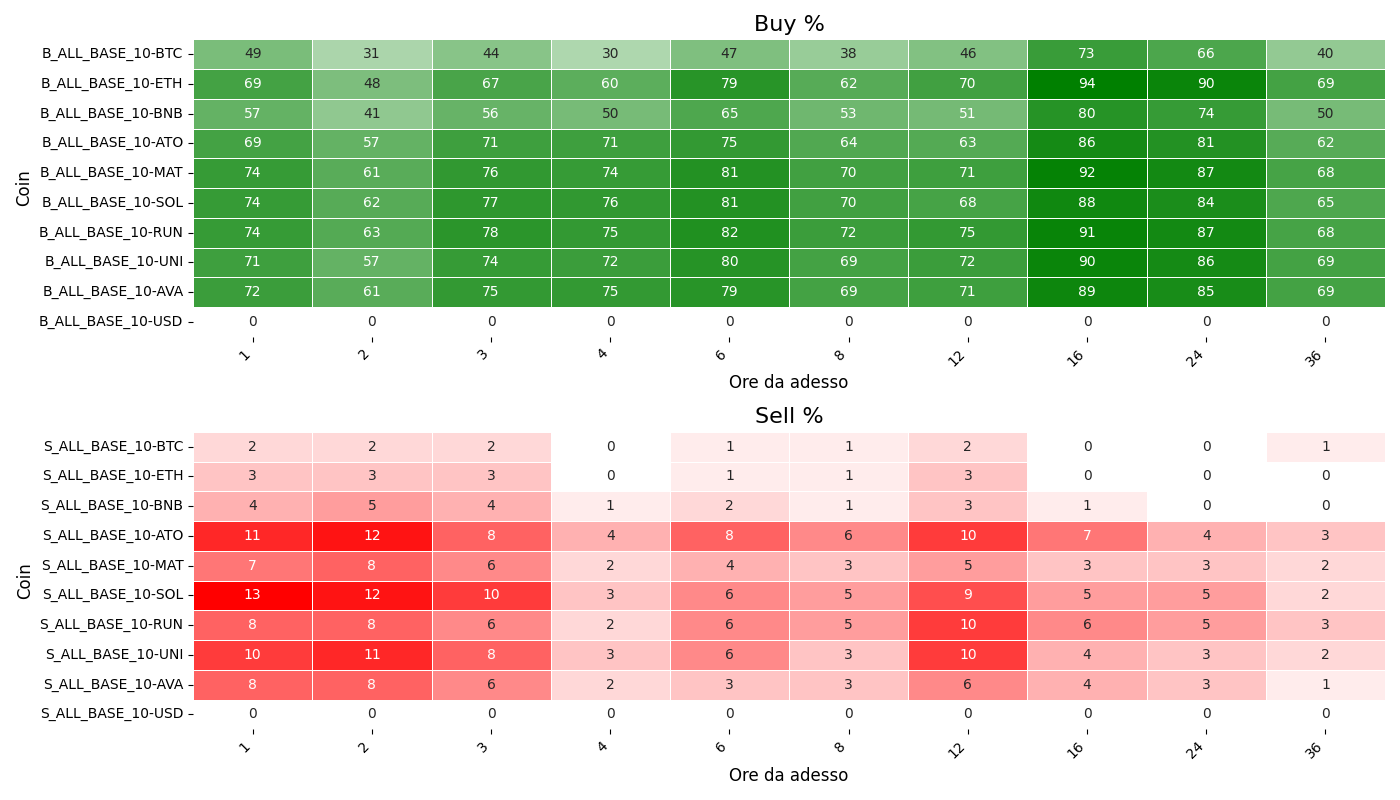 Buy %
Coin
B_ALL_BASE_10-BTC 49 31 44 30 47 38 46 73 66 40
B_ALL_BASE_10-ETH 69 48 67 60 79 62 70 94 90 69
B_ALL_BASE_10-BNB 57 41 56 50 65 53 51 80 74 50
B_ALL_BASE_10-ATO 69 57 71 71 75 64 63 86 81 62
B_ALL_BASE_10-MAT 74 61 76 74 81 70 71 92 87 68
B_ALL_BASE_10-SOL 74 62 77 76 81 70 68 88 84 65
B_ALL_BASE_10-RUN 74 63 78 75 82 72 75 91 87 68
B_ALL_BASE_10-UNI 71 57 74 72 80 69 72 90 86 69
B_ALL_BASE_10-AVA 72 61 75 75 79 69 71 89 85 69
B_ALL_BASE_10-USD 0 0 0 0 0 0 0 0 0 0
1 2 3 4 6 8 12 16 24 36
Ore da adesso
Sell %
Coin
S_ALL_BASE_10-BTC 2 2 2 0 1 1 2 0 0 1
S_ALL_BASE_10-ETH 3 3 3 0 1 1 3 0 0 0
S_ALL_BASE_10-BNB 4 5 4 1 2 1 3 1 0 0
S_ALL_BASE_10-ATO 11 12 8 4 8 6 10 7 4 3
S_ALL_BASE_10-MAT 7 8 6 2 4 3 5 3 3 2
S_ALL_BASE_10-SOL 13 12 10 3 6 5 9 5 5 2
S_ALL_BASE_10-RUN 8 8 6 2 6 5 10 6 5 3
S_ALL_BASE_10-UNI 10 11 8 3 6 3 10 4 3 2
S_ALL_BASE_10-AVA 8 8 6 2 3 3 6 4 3 1
S_ALL_BASE_10-USD 0 0 0 0 0 0 0 0 0 0
1 2 3 4 6 8 12 16 24 36
Ore da adesso